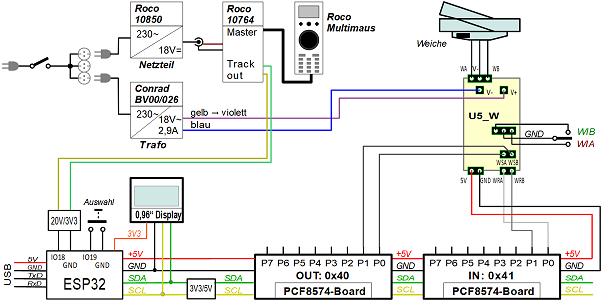 Roco
10850
230~
18V=
Netzteil
Roco
10764
Master
Track
out
Roco
Multimaus
Weiche
WA V- WB
V- V+
U5_W
GND
WIB
WIA
WSA WSB
5V GND WRA WRB
Conrad
BV00/026
230~
18V~
2,9A
Trafo
gelb → violett
blau
20V/3V3
Auswahl
0,96“ Display
3V3
IO18 IO19
GND GND
ESP32
USB
5V
GND
TxD
RxD
+5V
GND
SDA
SCL
3V3/5V
SDA
SCL
P7 P6 P5 P4 P3 P2 P1 P0
OUT: 0x40
PCF8574-Board
+5V
GND
SDA
SCL
P7 P6 P5 P4 P3 P2 P1 P0
IN: 0x41
PCF8574-Board
+5V
GND
SDA
SCL